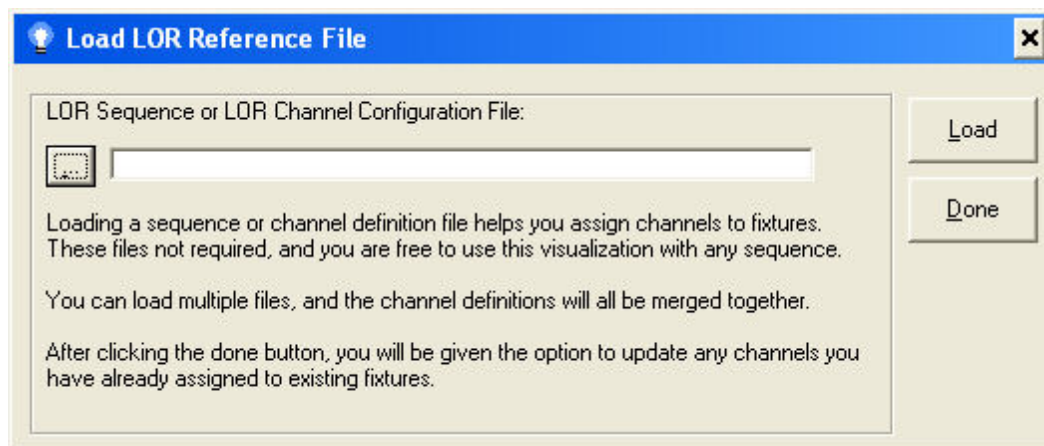 Load LOR Reference File
LOR Sequence or LOR Channel Configuration File:
Load
...
Done
Loading a sequence or channel definition file helps you assign channels to fixtures.
These files not required, and you are free to use this visualization with any sequence.
You can load multiple files, and the channel definitions will all be merged together.
After clicking the done button, you will be given the option to update any channels you
have already assigned to existing fixtures.